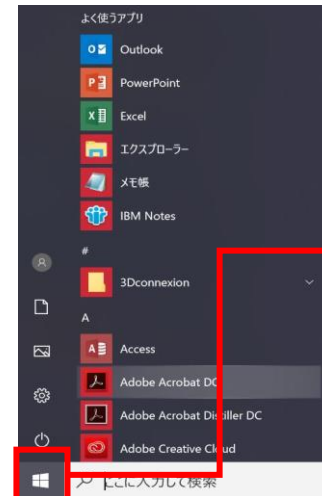 よく使うアプリ
Outlook
PowerPoint
Excel
エクスプローラー
メモ帳
IBM Notes
#
3Dconnexion
A
Access
Adobe Acrobat DC
Adobe Acrobat Distiller DC
Adobe Creative Cloud
ここに入力して検索